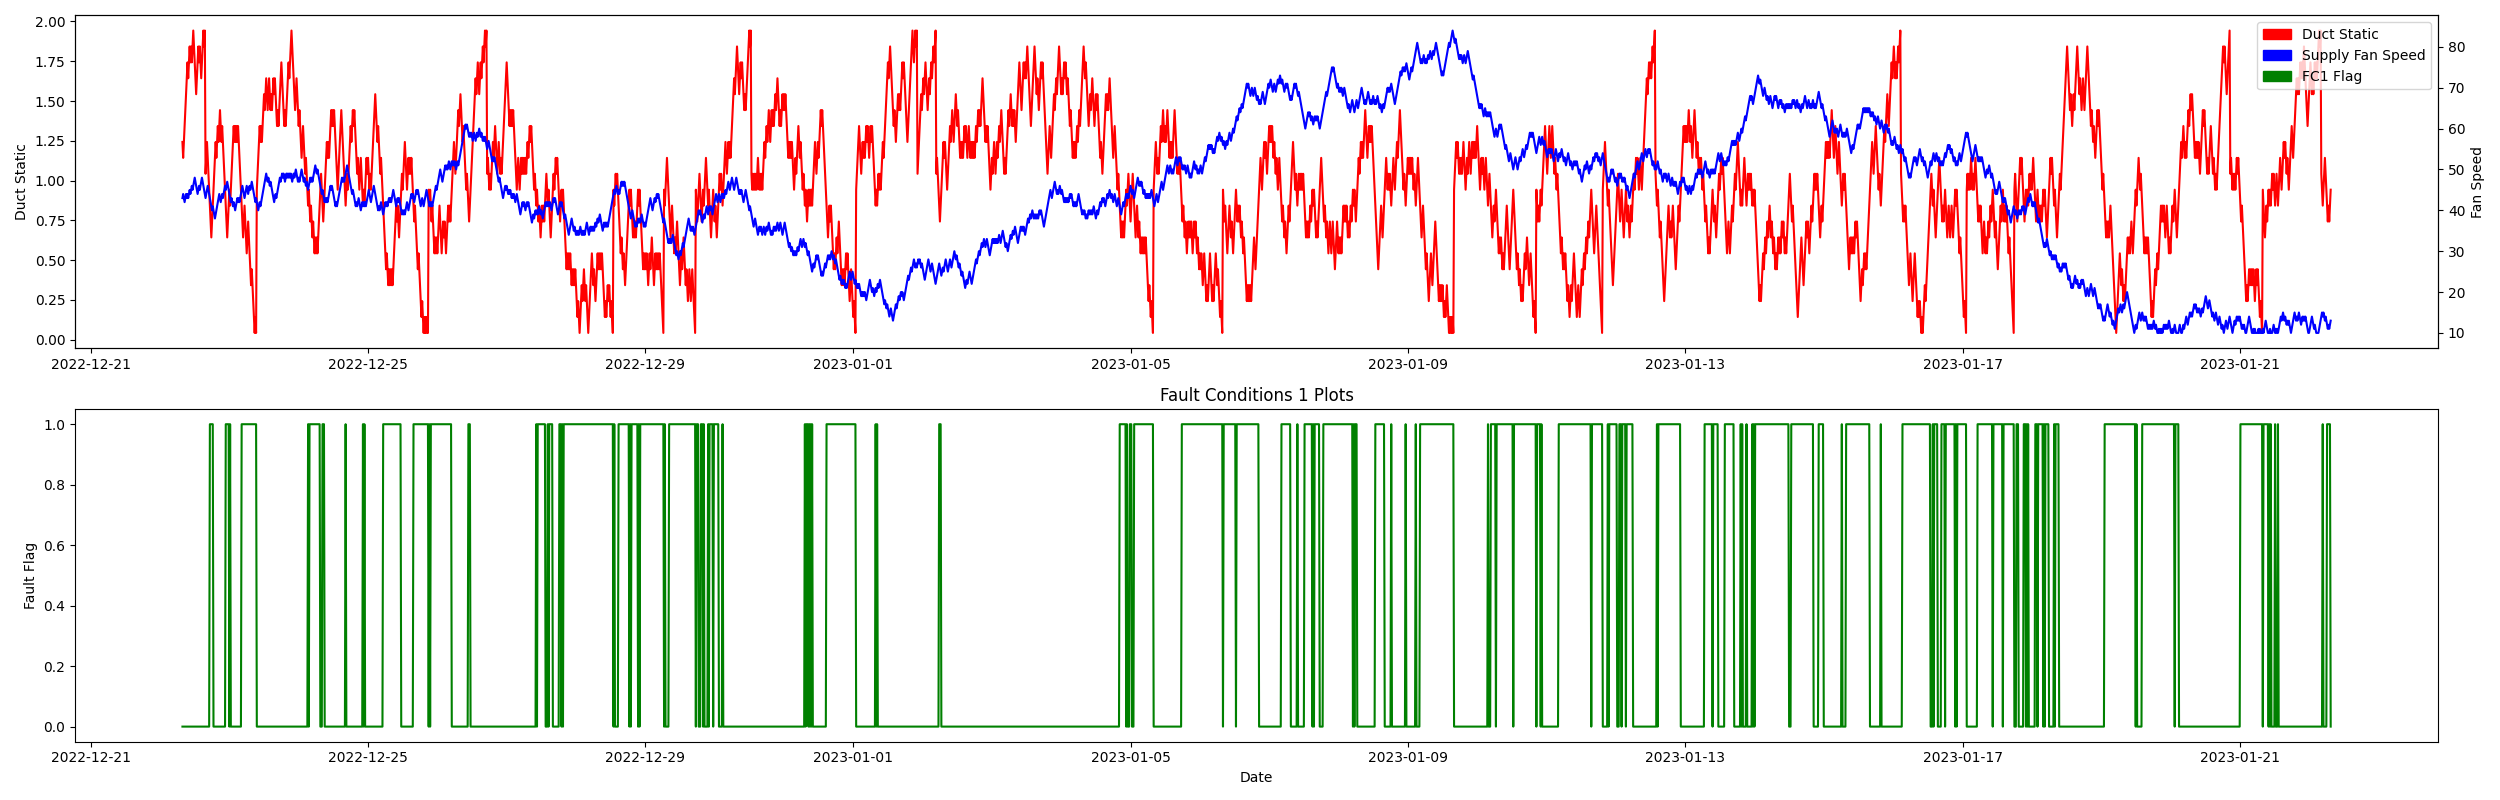 2.00
1.75
1.50
1.25
1.00
0.75
0.50
0.25
0.00
Duct Static
80
70
60
50
40
30
20
10
Fan Speed
Duct Static
Supply Fan Speed
FC1 Flag
2022-12-21 2022-12-25 2022-12-29 2023-01-01 2023-01-05 2023-01-09 2023-01-13 2023-01-17 2023-01-21
Fault Conditions 1 Plots
1.0
0.8
0.6
0.4
0.2
0.0
Fault Flag
2022-12-21 2022-12-25 2022-12-29 2023-01-01 2023-01-05 2023-01-09 2023-01-13 2023-01-17 2023-01-21
Date